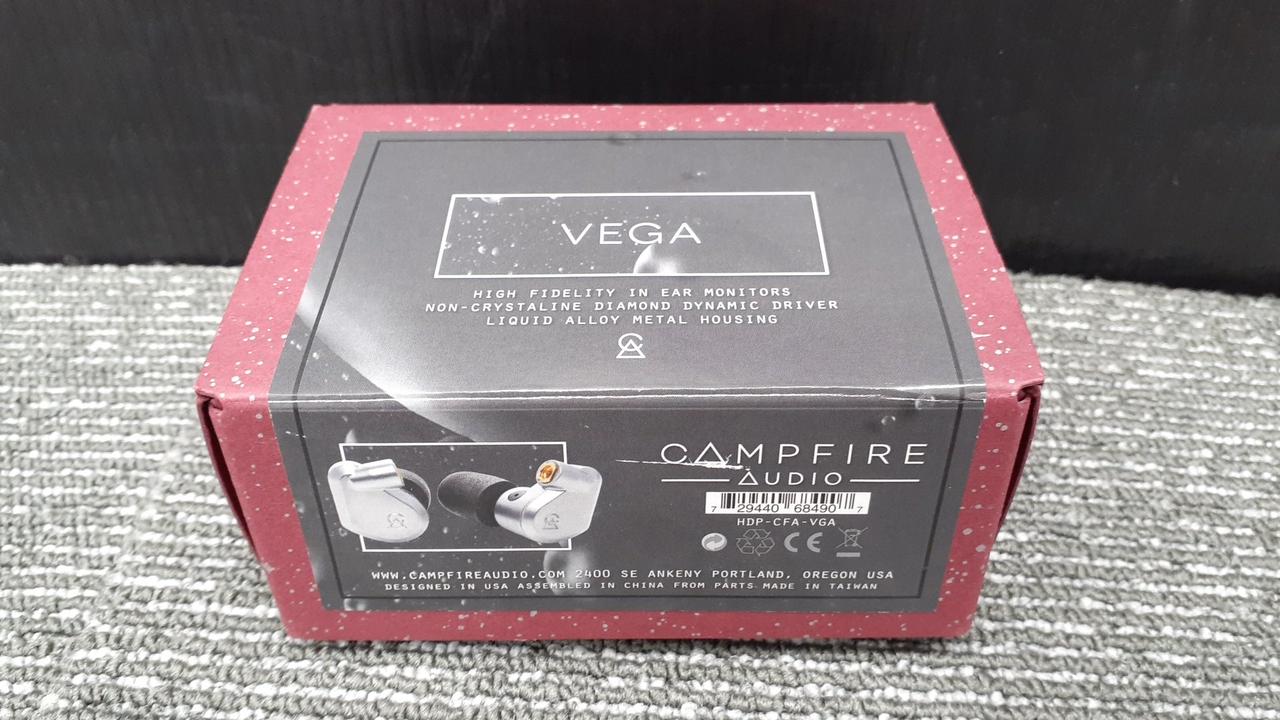 VEGA
HIGH FIDELITY IN EAR MONITORS
NON-CRYSTALINE DIAMOND DYNAMIC DRIVER
LIQUID ALLOY METAL HOUSING
CAMPFIRE
AUDIO
7 29440 68490 7
HDP-CFA-VGA
CE
WWW.CAMPFIREAUDIO.COM 2400 SE ANKENY PORTLAND, OREGON USA
DESIGNED IN USA ASSEMBLED IN CHINA FROM PARTS MADE IN TAIWAN